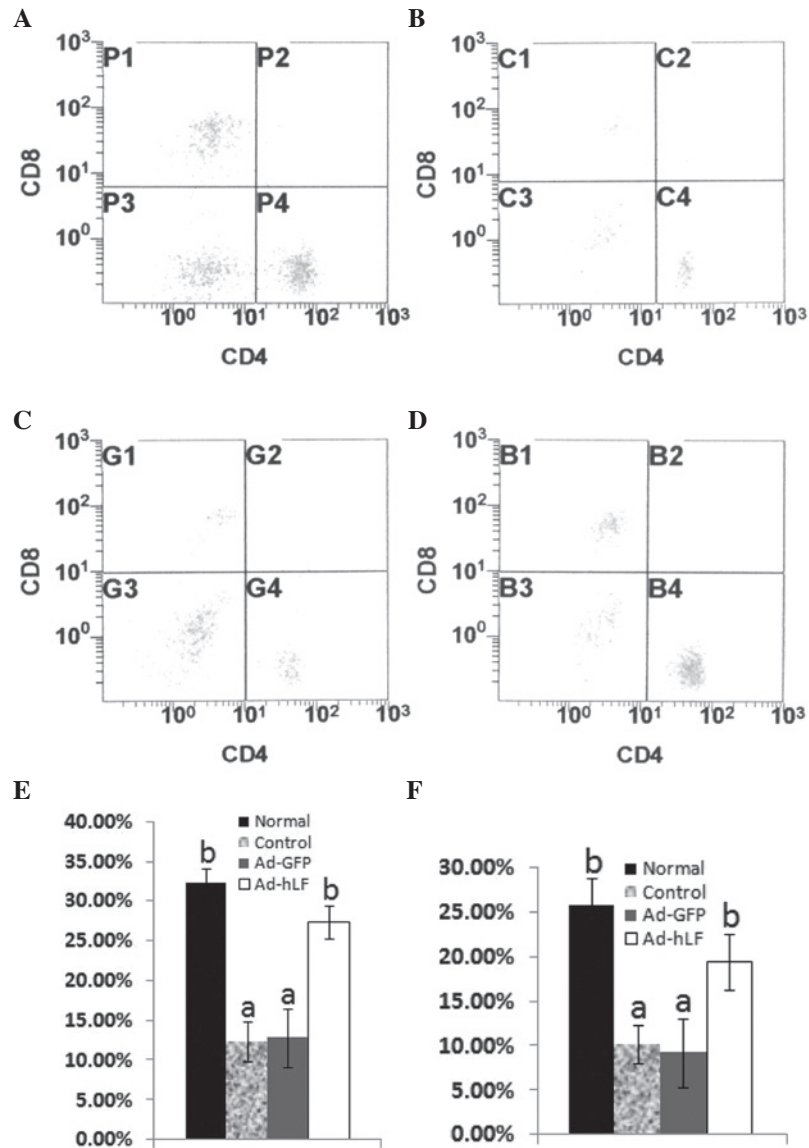 A
10³
P1
P2
10²
CD8
10¹
P3
P4
10⁰
10⁰ 10¹ 10² 10³
CD4
B
10³
C1
C2
10²
CD8
10¹
C3
C4
10⁰
10⁰ 10¹ 10² 10³
CD4
C
10³
G1
G2
10²
CD8
10¹
G3
G4
10⁰
10⁰ 10¹ 10² 10³
CD4
D
10³
B1
B2
10²
CD8
10¹
B3
B4
10⁰
10⁰ 10¹ 10² 10³
CD4
E
40.00%
35.00%
30.00%
25.00%
20.00%
15.00%
10.00%
5.00%
0.00%
Normal
Control
Ad-GFP
Ad-hLF
b
a
a
b
F
30.00%
25.00%
20.00%
15.00%
10.00%
5.00%
0.00%
Normal
Control
Ad-GFP
Ad-hLF
b
a
a
b